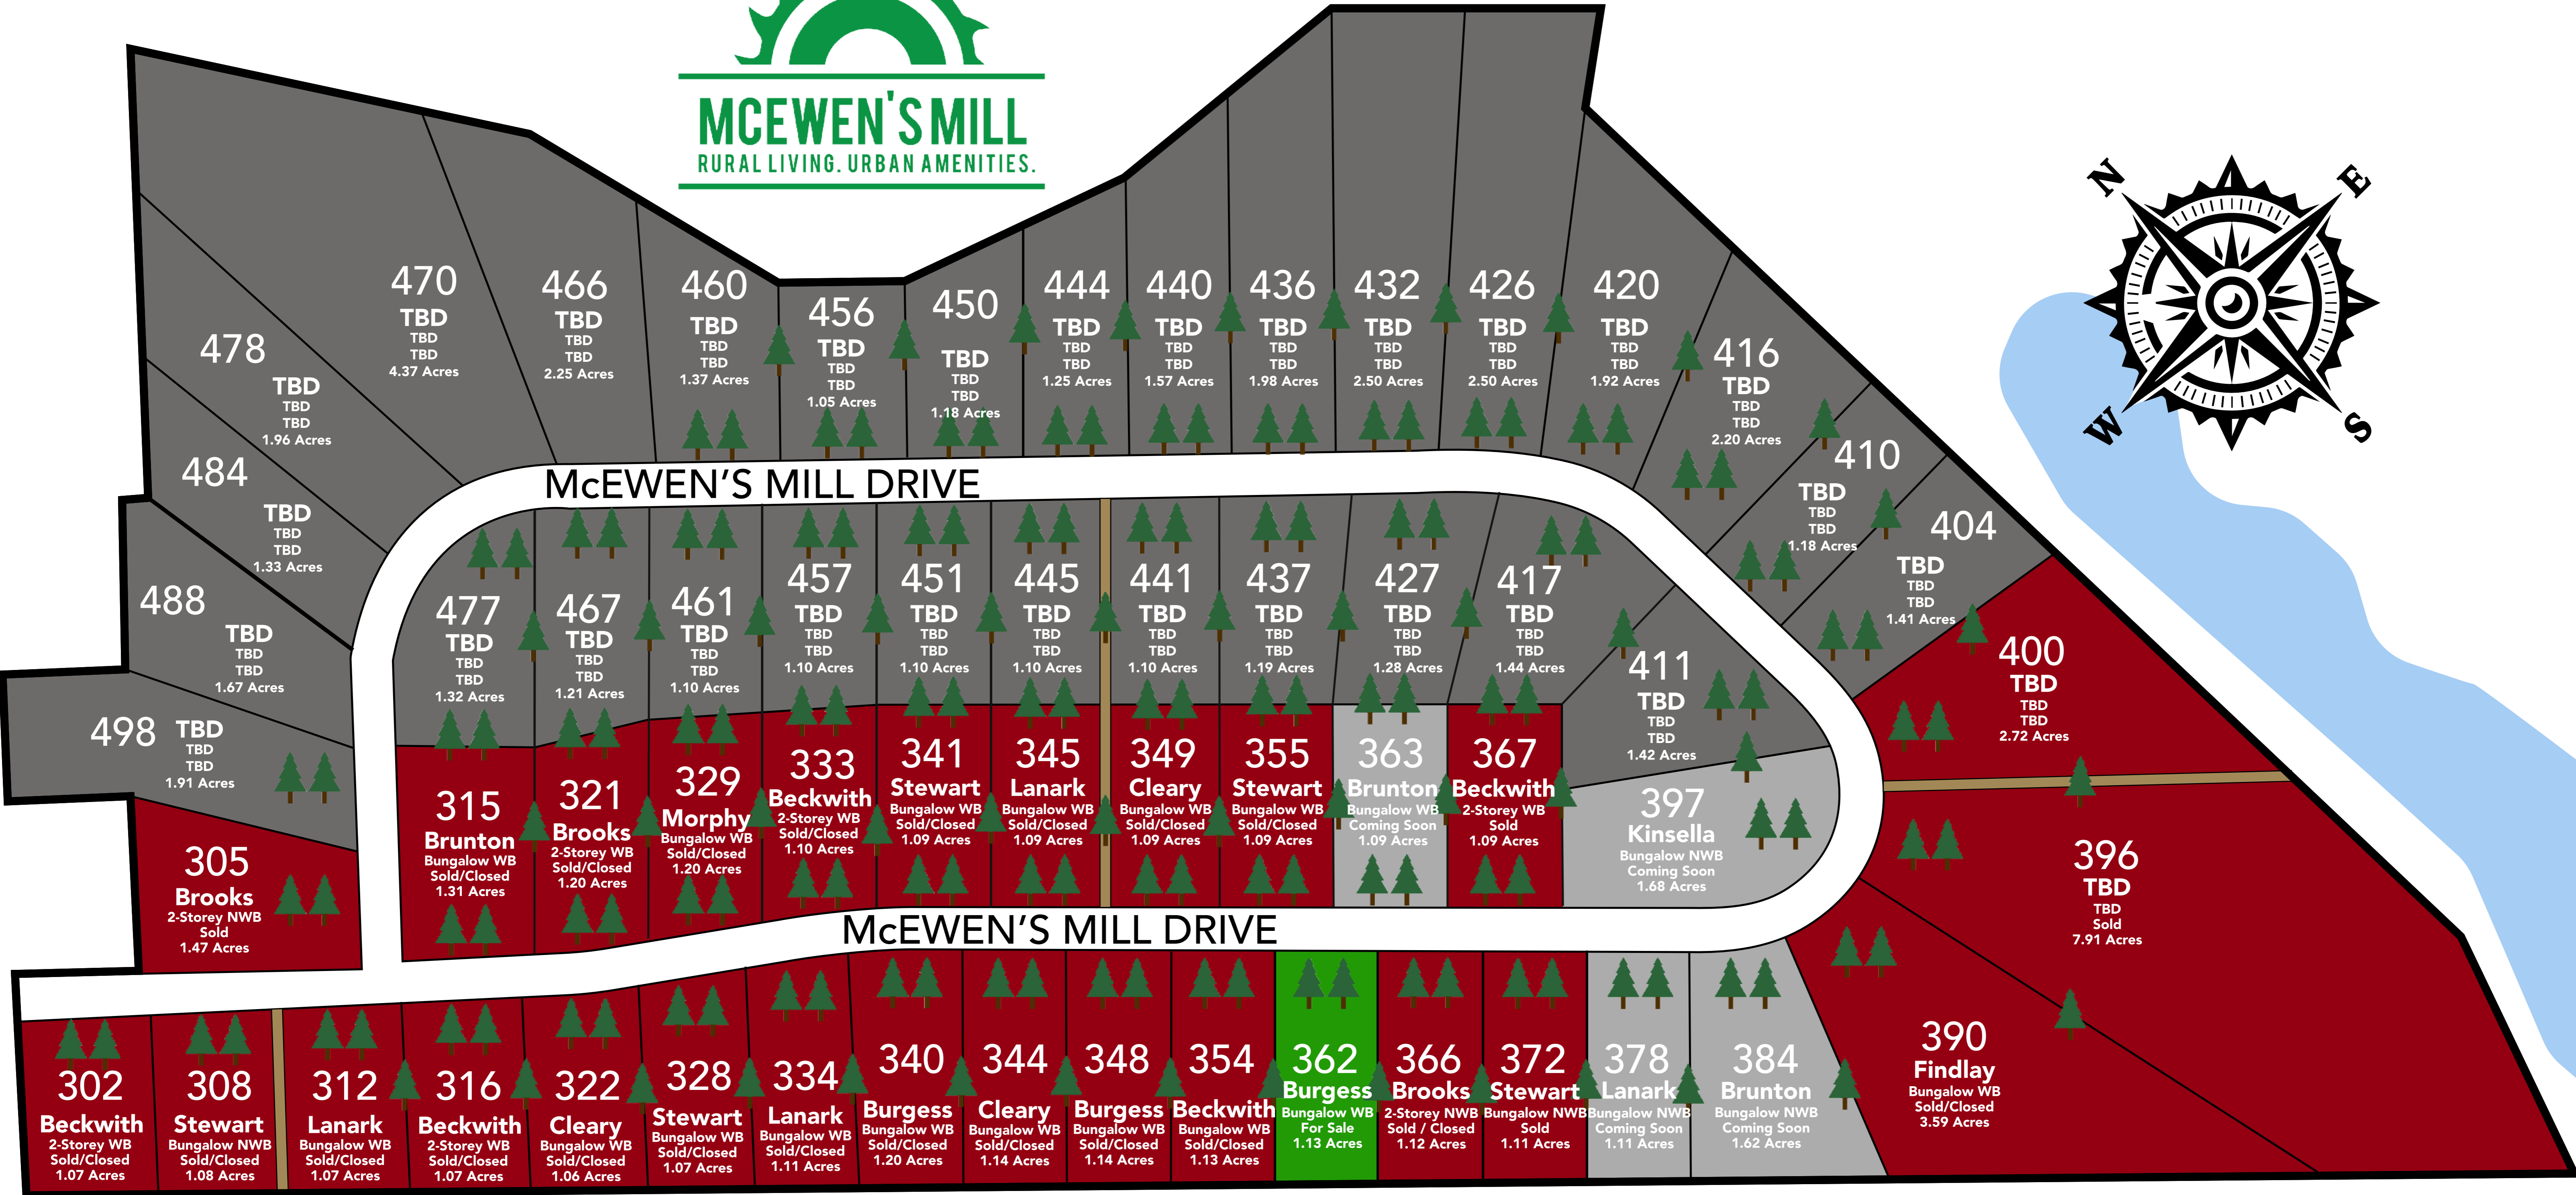 McEWEN'S MILL
RURAL LIVING. URBAN AMENITIES.
N
E
W
S
470
TBD
TBD
TBD
4.37 Acres
466
TBD
TBD
TBD
2.25 Acres
460
TBD
TBD
TBD
1.37 Acres
456
TBD
TBD
TBD
1.05 Acres
450
TBD
TBD
TBD
1.18 Acres
444
TBD
TBD
TBD
1.25 Acres
440
TBD
TBD
TBD
1.57 Acres
436
TBD
TBD
TBD
1.98 Acres
432
TBD
TBD
TBD
2.50 Acres
426
TBD
TBD
TBD
2.50 Acres
420
TBD
TBD
TBD
1.92 Acres
416
TBD
TBD
TBD
2.20 Acres
410
TBD
TBD
TBD
1.18 Acres
404
TBD
TBD
TBD
1.41 Acres
478
TBD
TBD
TBD
1.96 Acres
484
TBD
TBD
TBD
1.33 Acres
488
TBD
TBD
TBD
1.67 Acres
498
TBD
TBD
TBD
1.91 Acres
McEWEN'S MILL DRIVE
477
TBD
TBD
TBD
1.32 Acres
467
TBD
TBD
TBD
1.21 Acres
461
TBD
TBD
TBD
1.10 Acres
457
TBD
TBD
TBD
1.10 Acres
451
TBD
TBD
TBD
1.10 Acres
445
TBD
TBD
TBD
1.10 Acres
441
TBD
TBD
TBD
1.10 Acres
437
TBD
TBD
TBD
1.19 Acres
427
TBD
TBD
TBD
1.28 Acres
417
TBD
TBD
TBD
1.44 Acres
411
TBD
TBD
TBD
1.42 Acres
400
TBD
TBD
TBD
2.72 Acres
305
Brooks
2-Storey NWB
Sold
1.47 Acres
315
Brunton
Bungalow WB
Sold/Closed
1.31 Acres
321
Brooks
2-Storey WB
Sold/Closed
1.20 Acres
329
Morphy
Bungalow WB
Sold/Closed
1.20 Acres
333
Beckwith
2-Storey WB
Sold/Closed
1.10 Acres
341
Stewart
Bungalow WB
Sold/Closed
1.09 Acres
345
Lanark
Bungalow WB
Sold/Closed
1.09 Acres
349
Cleary
Bungalow WB
Sold/Closed
1.09 Acres
355
Stewart
Bungalow WB
Sold/Closed
1.09 Acres
363
Brunton
Bungalow WB
Coming Soon
1.09 Acres
367
Beckwith
2-Storey WB
Sold
1.09 Acres
397
Kinsella
Bungalow NWB
Coming Soon
1.68 Acres
396
TBD
TBD
Sold
7.91 Acres
McEWEN'S MILL DRIVE
302
Beckwith
2-Storey WB
Sold/Closed
1.07 Acres
308
Stewart
Bungalow NWB
Sold/Closed
1.08 Acres
312
Lanark
Bungalow WB
Sold/Closed
1.07 Acres
316
Beckwith
2-Storey WB
Sold/Closed
1.07 Acres
322
Cleary
Bungalow WB
Sold/Closed
1.06 Acres
328
Stewart
Bungalow WB
Sold/Closed
1.07 Acres
334
Lanark
Bungalow WB
Sold/Closed
1.11 Acres
340
Burgess
Bungalow WB
Sold/Closed
1.20 Acres
344
Cleary
Bungalow WB
Sold/Closed
1.14 Acres
348
Burgess
Bungalow WB
Sold/Closed
1.14 Acres
354
Beckwith
Bungalow WB
Sold/Closed
1.13 Acres
362
Burgess
Bungalow WB
For Sale
1.13 Acres
366
Brooks
2-Storey NWB
Sold / Closed
1.12 Acres
372
Stewart
Bungalow NWB
Sold
1.11 Acres
378
Lanark
Bungalow NWB
Coming Soon
1.11 Acres
384
Brunton
Bungalow NWB
Coming Soon
1.62 Acres
390
Findlay
Bungalow WB
Sold/Closed
3.59 Acres